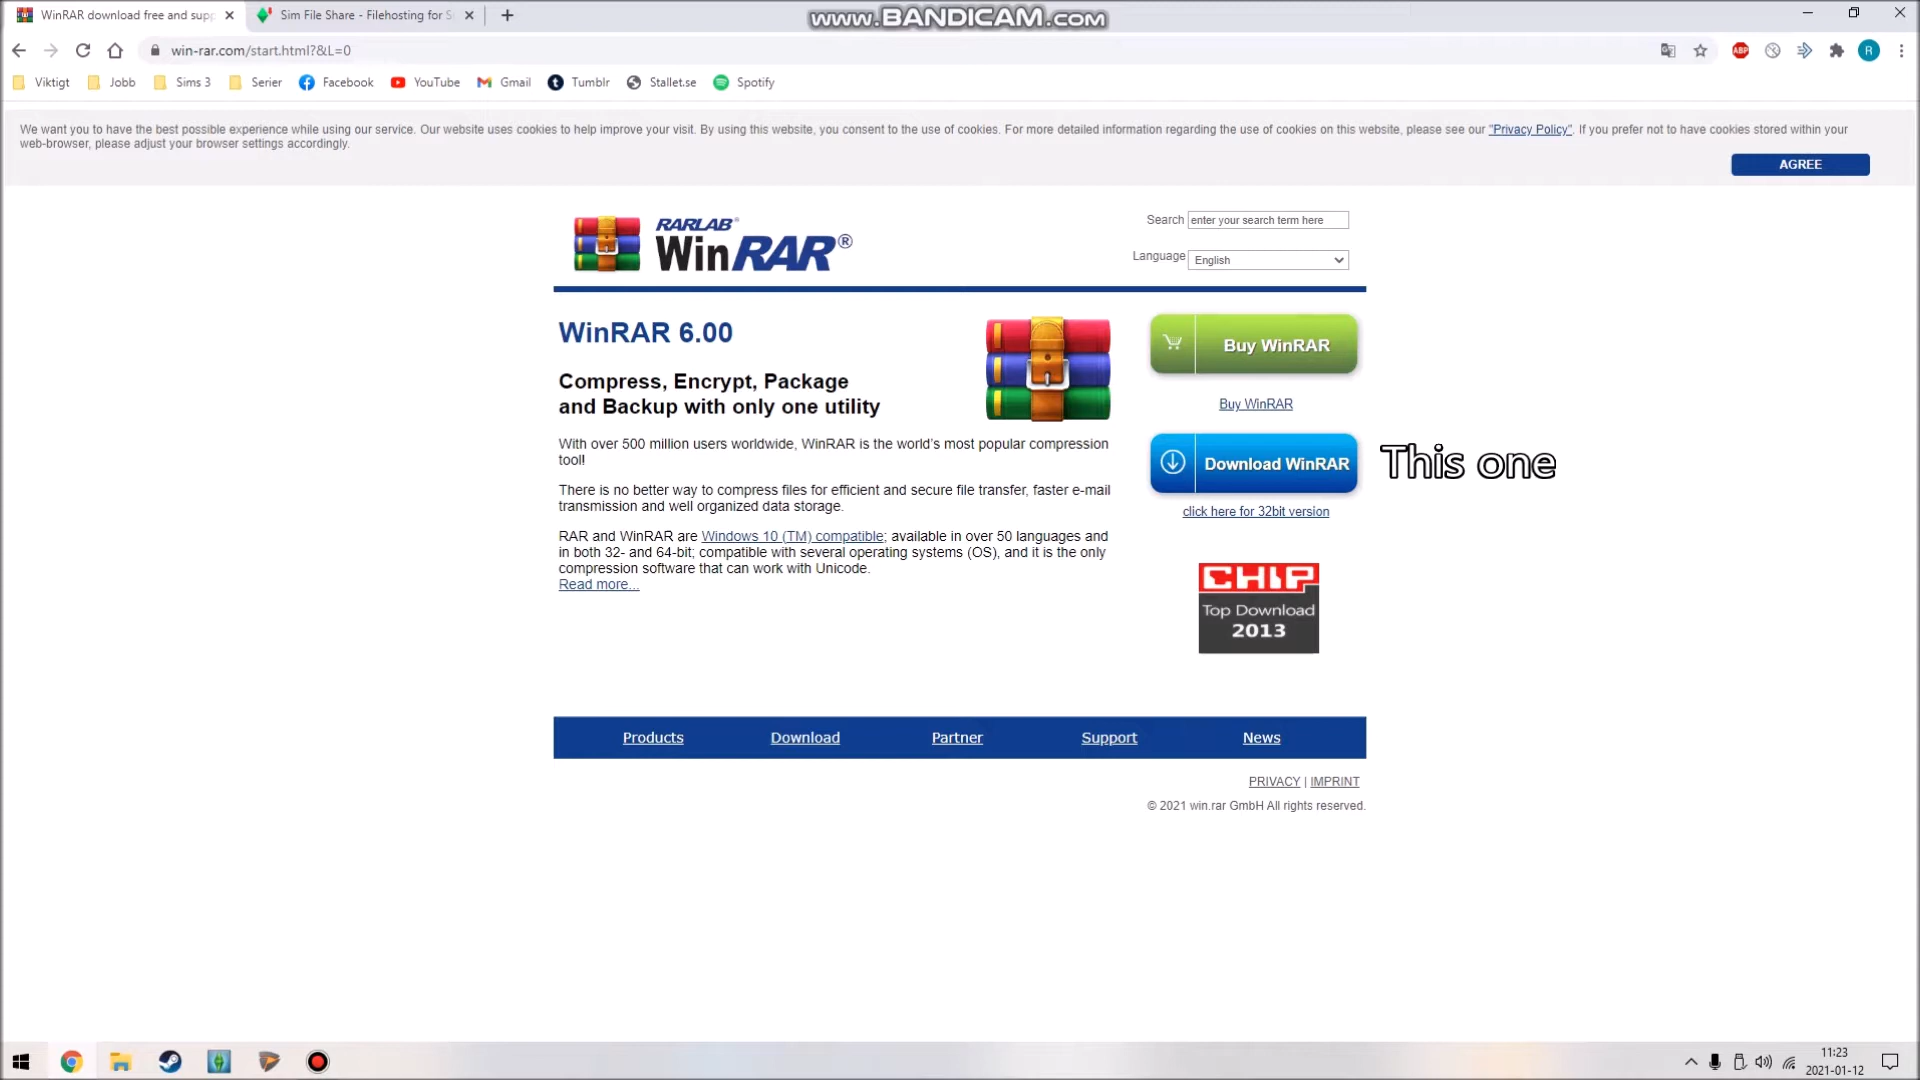 WinRAR download free and supp
Sim File Share - Filehosting for S
www.BANDICAM.com
win-rar.com/start.html?&L=0
ABP
R
Viktigt
Jobb
Sims 3
Serier
Facebook
YouTube
Gmail
Tumblr
Stallet.se
Spotify
We want you to have the best possible experience while using our service. Our website uses cookies to help improve your visit. By using this website, you consent to the use of cookies. For more detailed information regarding the use of cookies on this website, please see our "Privacy Policy". If you prefer not to have cookies stored within your
web-browser, please adjust your browser settings accordingly.
AGREE
RARLAB®
WinRAR®
Search enter your search term here
Language English
WinRAR 6.00
Compress, Encrypt, Package
and Backup with only one utility
With over 500 million users worldwide, WinRAR is the world's most popular compression
tool!
There is no better way to compress files for efficient and secure file transfer, faster e-mail
transmission and well organized data storage.
RAR and WinRAR are Windows 10 (TM) compatible; available in over 50 languages and
in both 32- and 64-bit; compatible with several operating systems (OS), and it is the only
compression software that can work with Unicode.
Read more...
Buy WinRAR
Buy WinRAR
Download WinRAR
This one
click here for 32bit version
CHIP
Top Download
2013
Products
Download
Partner
Support
News
PRIVACY | IMPRINT
© 2021 win.rar GmbH All rights reserved.
11:23
2021-01-12